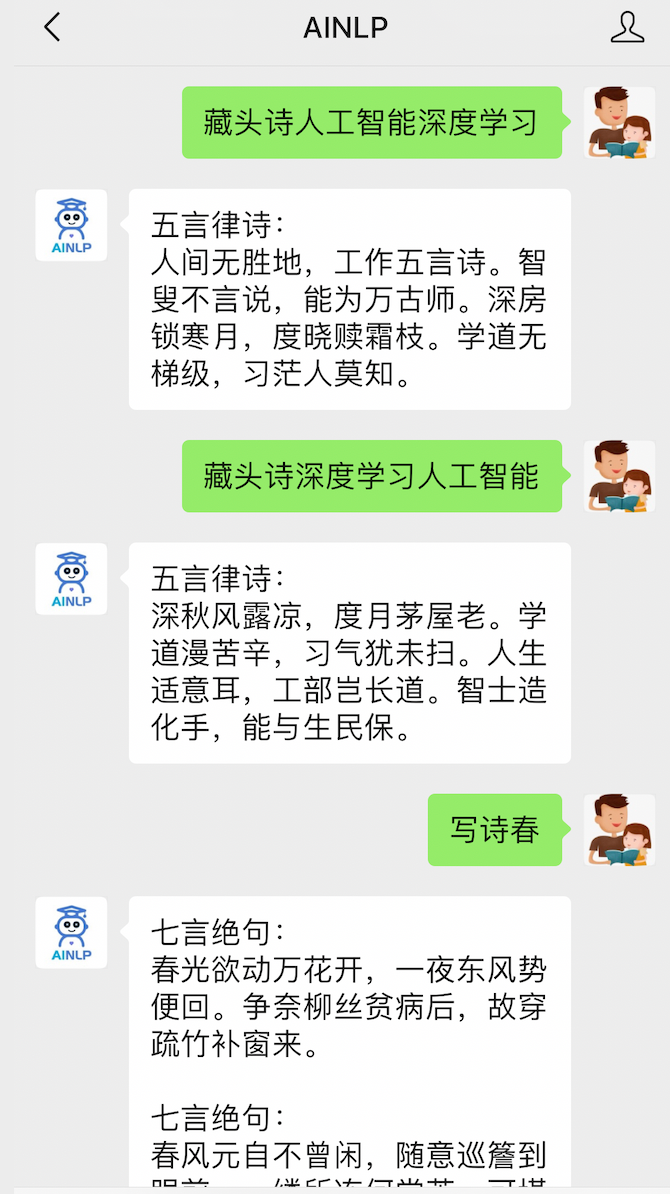 AINLP
藏头诗人工智能深度学习
AINLP
五言律诗：
人间无胜地，工作五言诗。智
叟不言说，能为万古师。深房
锁寒月，度晓赎霜枝。学道无
梯级，习茫人莫知。
藏头诗深度学习人工智能
AINLP
五言律诗：
深秋风露凉，度月茅屋老。学
道漫苦辛，习气犹未扫。人生
适意耳，工部岂长道。智士造
化手，能与生民保。
写诗春
AINLP
七言绝句：
春光欲动万花开，一夜东风势
便回。争奈柳丝贫病后，故穿
疏竹补窗来。
七言绝句：
春风元自不曾闲，随意巡簷到